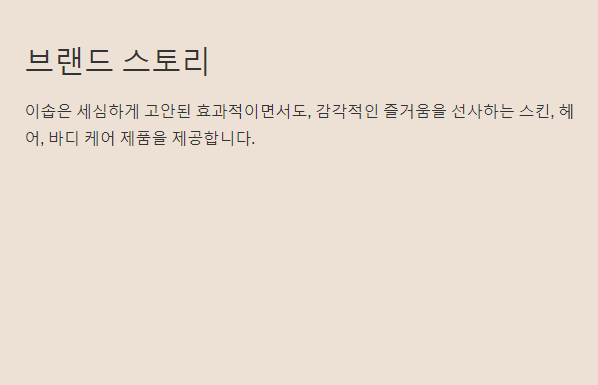 브랜드 스토리
이솝은 세심하게 고안된 효과적이면서도, 감각적인 즐거움을 선사하는 스킨, 헤
어, 바디 케어 제품을 제공합니다.